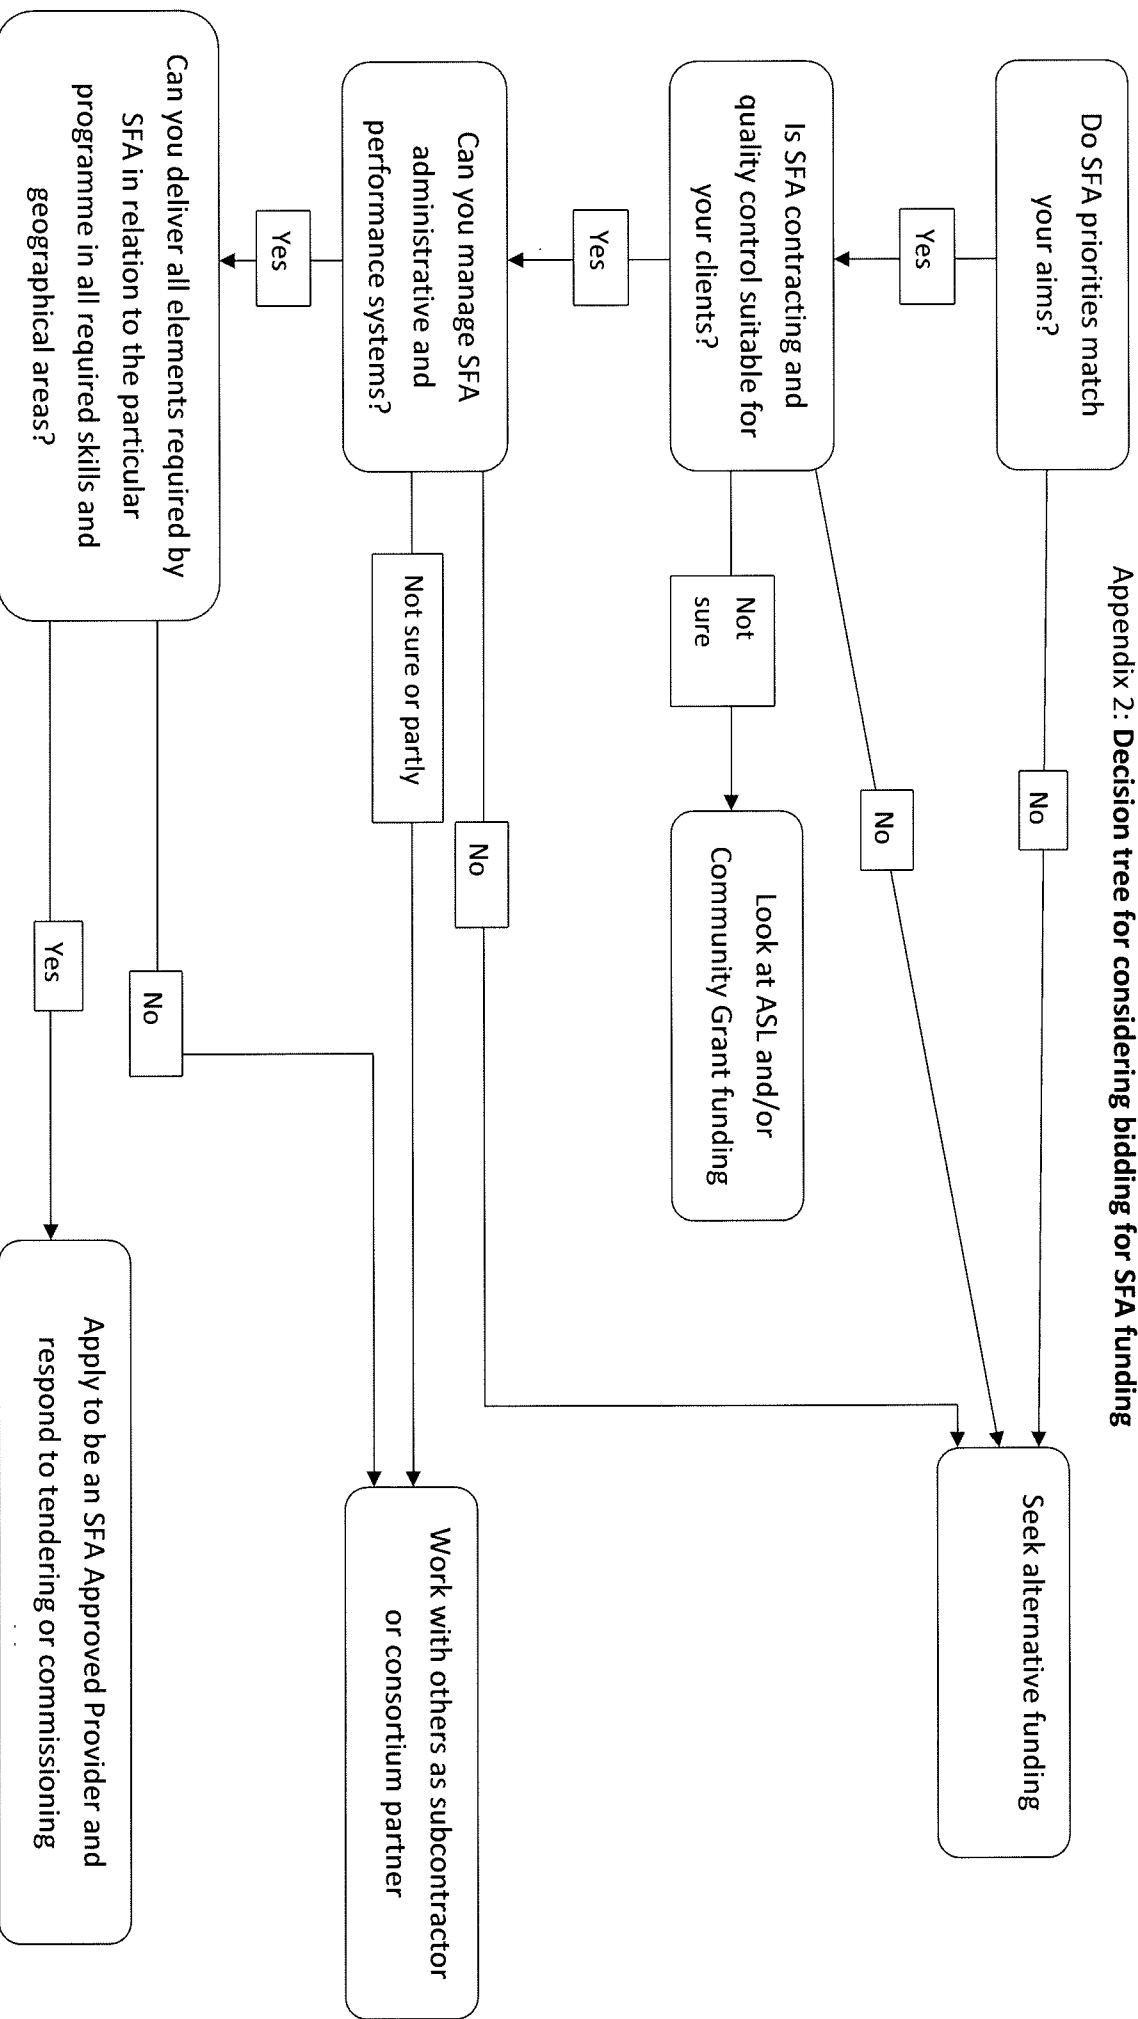 Appendix 2: Decision tree for considering bidding for SFA funding
Do SFA priorities match
your aims?
No
Seek alternative funding
Yes
Is SFA contracting and
quality control suitable for
your clients?
No
Not
sure
Look at ASL and/or
Community Grant funding
Yes
Can you manage SFA
administrative and
performance systems?
No
Not sure or partly
Work with others as subcontractor
or consortium partner
Yes
Can you deliver all elements required by
SFA in relation to the particular
programme in all required skills and
geographical areas?
No
Yes
Apply to be an SFA Approved Provider and
respond to tendering or commissioning